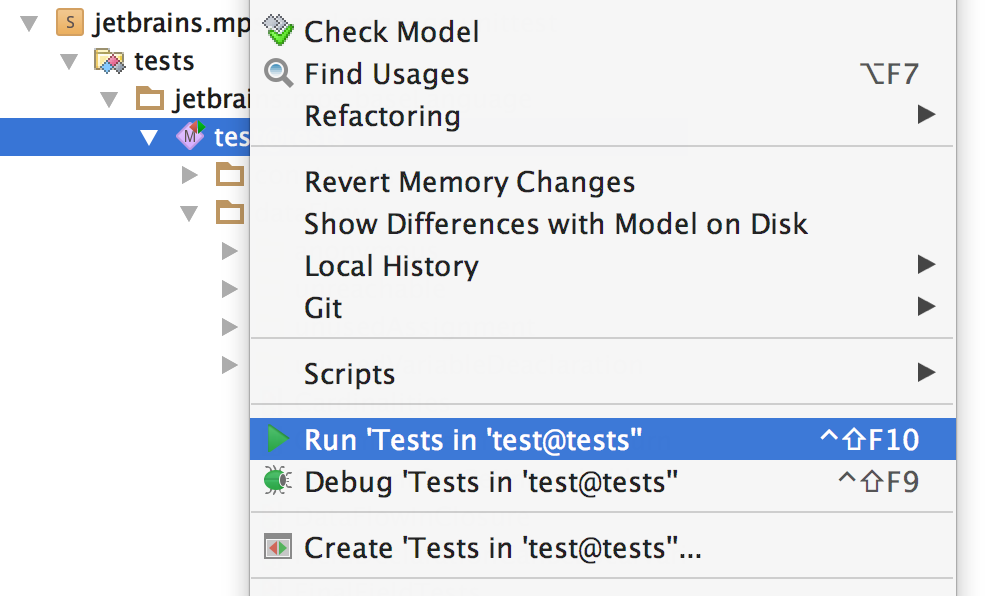 S jetbrains.mp
tests
jetbrai
M tes
Check Model
Find Usages ⌥F7
Refactoring
Revert Memory Changes
Show Differences with Model on Disk
Local History
Git
Scripts
Run 'Tests in 'test@tests'' ^⇧F10
Debug 'Tests in 'test@tests'' ^⇧F9
Create 'Tests in 'test@tests''...